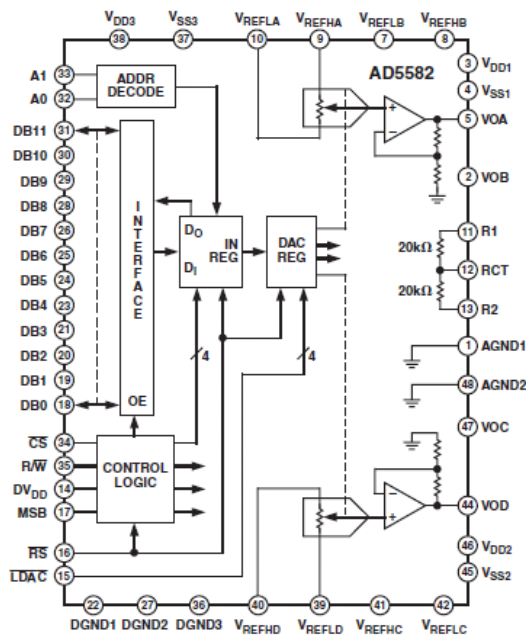 VDD3 VSS3 VREFLA VREFHA VREFLB VREFHB
38 37 10 9 7 8
AD5582
33 A1
32 A0
ADDR
DECODE
31 DB11
30 DB10
29 DB9
28 DB8
26 DB7
25 DB6
24 DB5
23 DB4
21 DB3
20 DB2
19 DB1
18 DB0
INTERFACE
OE
DO
DI
IN
REG
DAC
REG
4
4
34 C̅S̅
35 R/W̅
14 DVDD
17 MSB
CONTROL
LOGIC
16 R̅S̅
15 L̅D̅A̅C̅
3 VDD1
4 VSS1
+
−
5 VOA
2 VOB
11 R1
20kΩ
12 RCT
20kΩ
13 R2
1 AGND1
48 AGND2
47 VOC
−
+
44 VOD
46 VDD2
45 VSS2
22 27 36 40 39 41 42
DGND1 DGND2 DGND3 VREFHD VREFLD VREFHC VREFLC